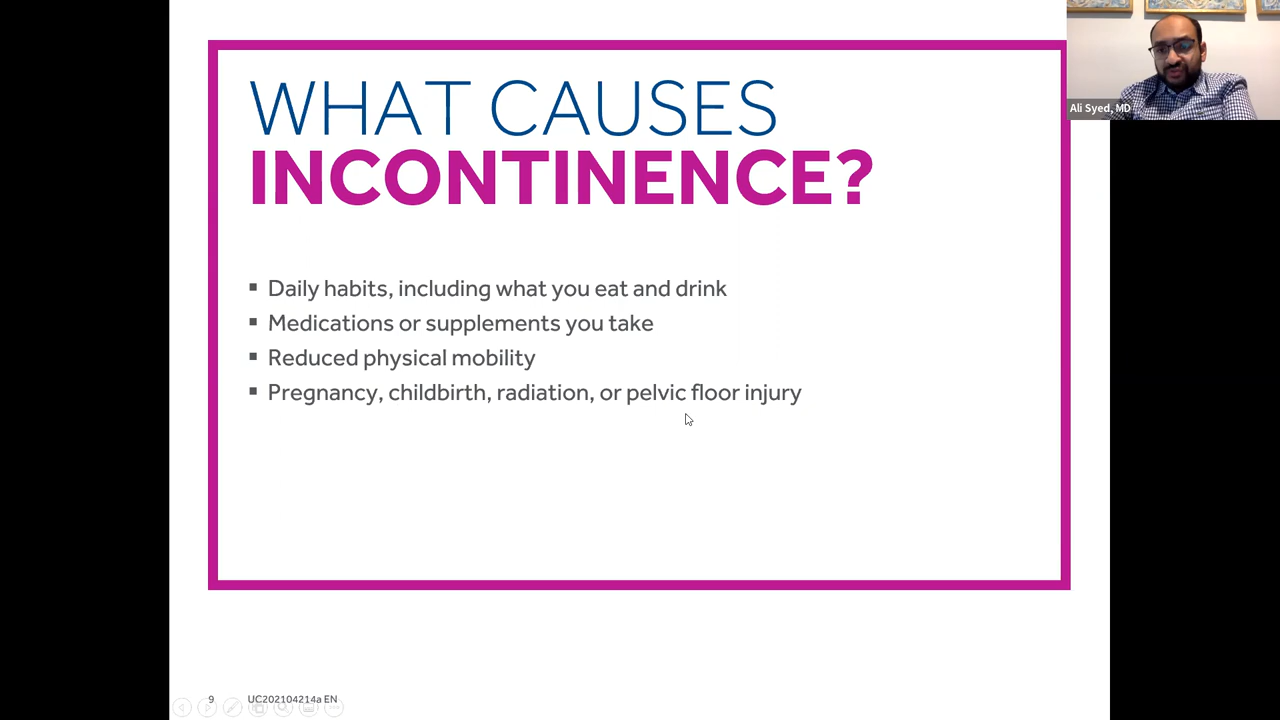 WHAT CAUSES
INCONTINENCE?
▪ Daily habits, including what you eat and drink
▪ Medications or supplements you take
▪ Reduced physical mobility
▪ Pregnancy, childbirth, radiation, or pelvic floor injury
9 UC202104214a EN
Ali Syed, MD